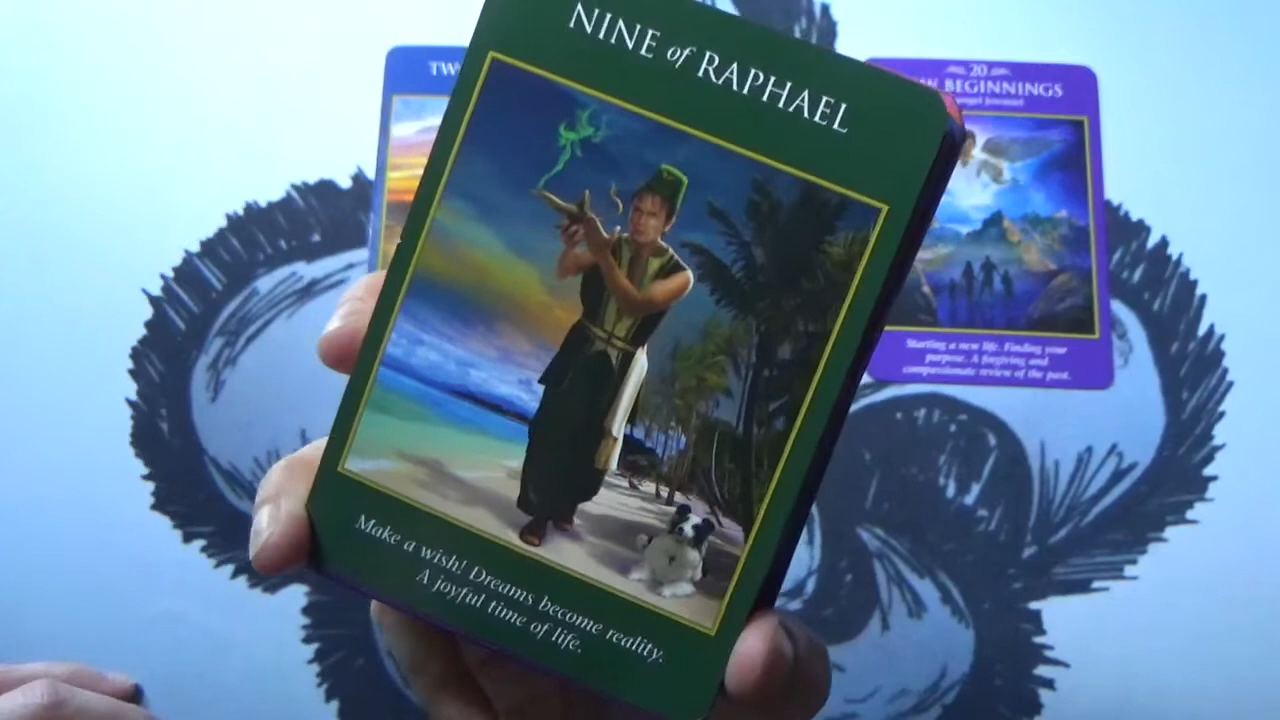 NINE of RAPHAEL
Make a wish! Dreams become reality.
A joyful time of life.
TW
20
BEGINNINGS
Starting a new life. Finding your
purpose. A forgiving and
compassionate review of the past.